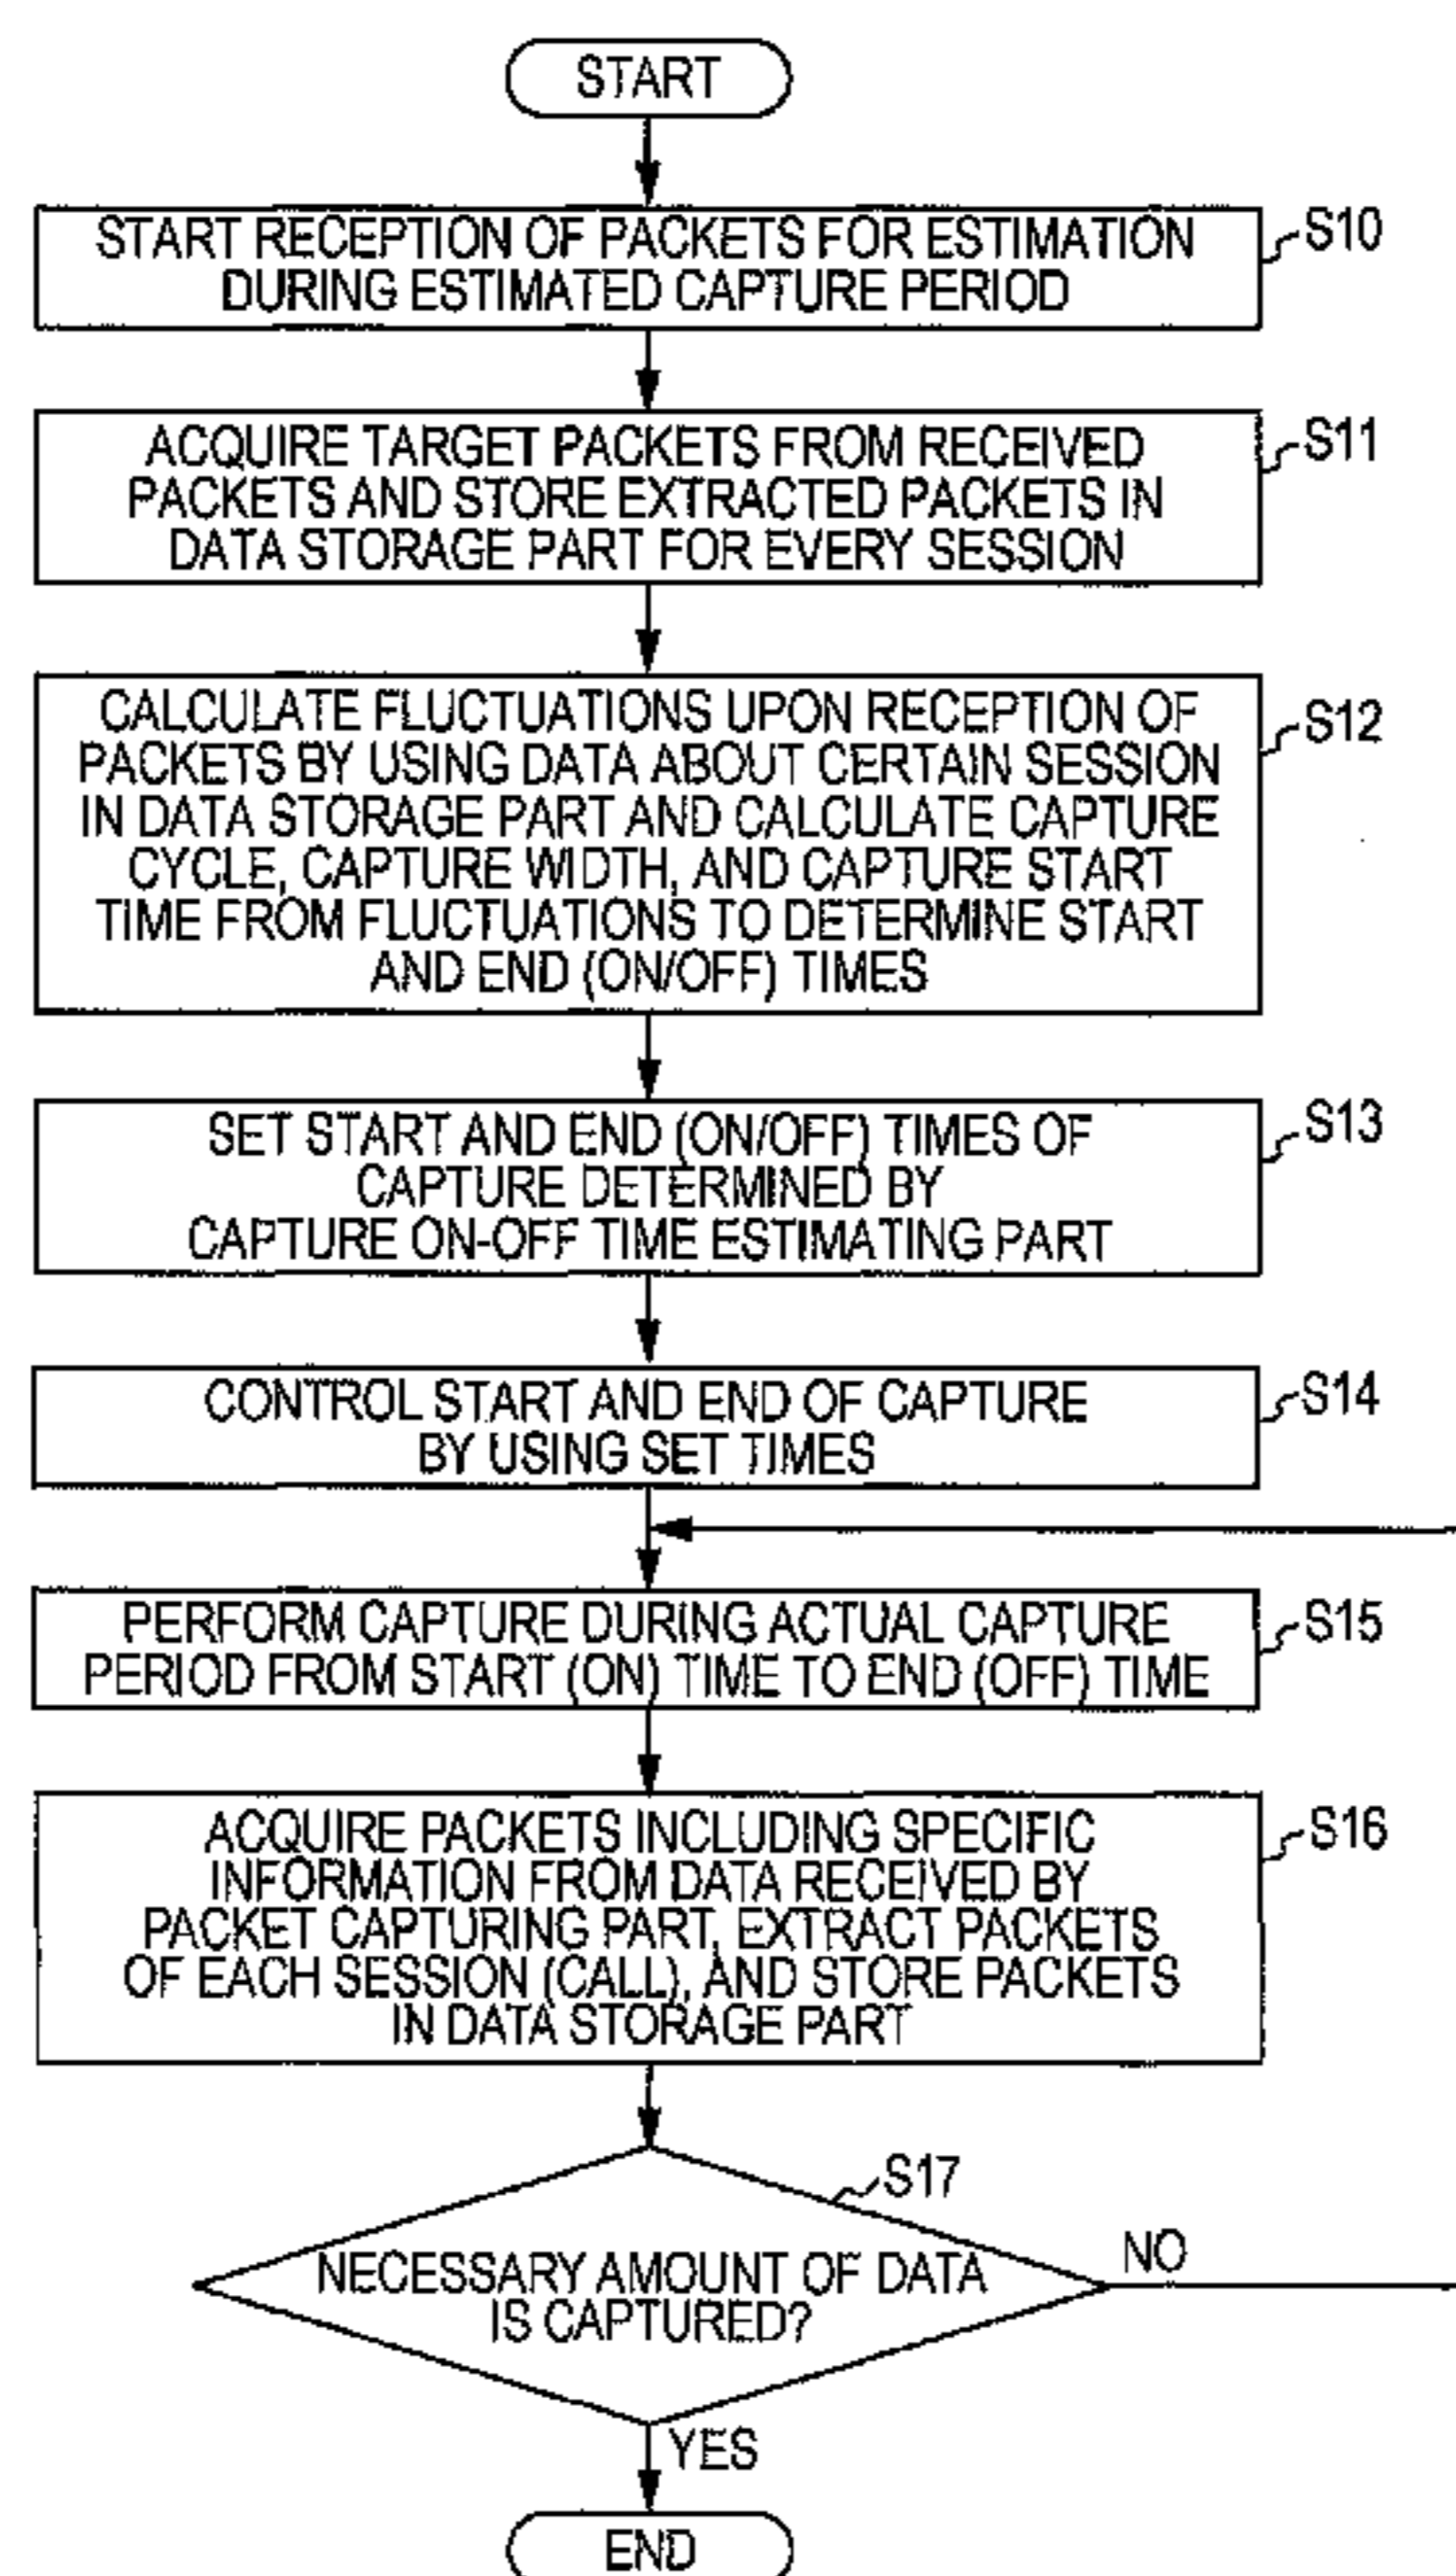 START
START RECEPTION OF PACKETS FOR ESTIMATION
DURING ESTIMATED CAPTURE PERIOD
S10
ACQUIRE TARGET PACKETS FROM RECEIVED
PACKETS AND STORE EXTRACTED PACKETS IN
DATA STORAGE PART FOR EVERY SESSION
S11
CALCULATE FLUCTUATIONS UPON RECEPTION OF
PACKETS BY USING DATA ABOUT CERTAIN SESSION
IN DATA STORAGE PART AND CALCULATE CAPTURE
CYCLE, CAPTURE WIDTH, AND CAPTURE START
TIME FROM FLUCTUATIONS TO DETERMINE START
AND END (ON/OFF) TIMES
S12
SET START AND END (ON/OFF) TIMES OF
CAPTURE DETERMINED BY
CAPTURE ON-OFF TIME ESTIMATING PART
S13
CONTROL START AND END OF CAPTURE
BY USING SET TIMES
S14
PERFORM CAPTURE DURING ACTUAL CAPTURE
PERIOD FROM START (ON) TIME TO END (OFF) TIME
S15
ACQUIRE PACKETS INCLUDING SPECIFIC
INFORMATION FROM DATA RECEIVED BY
PACKET CAPTURING PART, EXTRACT PACKETS
OF EACH SESSION (CALL), AND STORE PACKETS
IN DATA STORAGE PART
S16
S17
NECESSARY AMOUNT OF DATA
IS CAPTURED?
NO
YES
END